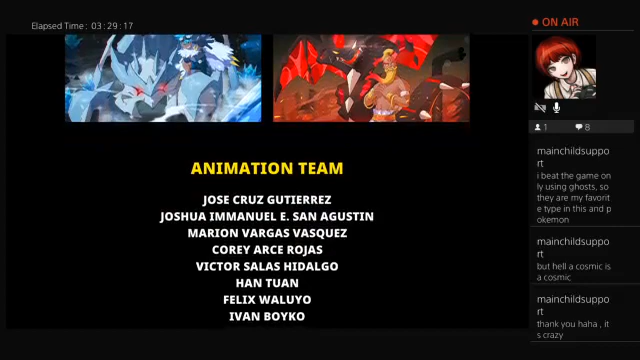 Elapsed Time : 03:29:17
ON AIR
ANIMATION TEAM
JOSE CRUZ GUTIERREZ
JOSHUA IMMANUEL E. SAN AGUSTIN
MARION VARGAS VASQUEZ
COREY ARCE ROJAS
VICTOR SALAS HIDALGO
HAN TUAN
FELIX WALUYO
IVAN BOYKO
1
8
mainchildsuppo
rt
i beat the game on
ly using ghosts, so
they are my favorit
e type in this and p
okemon
mainchildsuppo
rt
but hell a cosmic is
a cosmic
mainchildsuppo
rt
thank you haha , it
s crazy